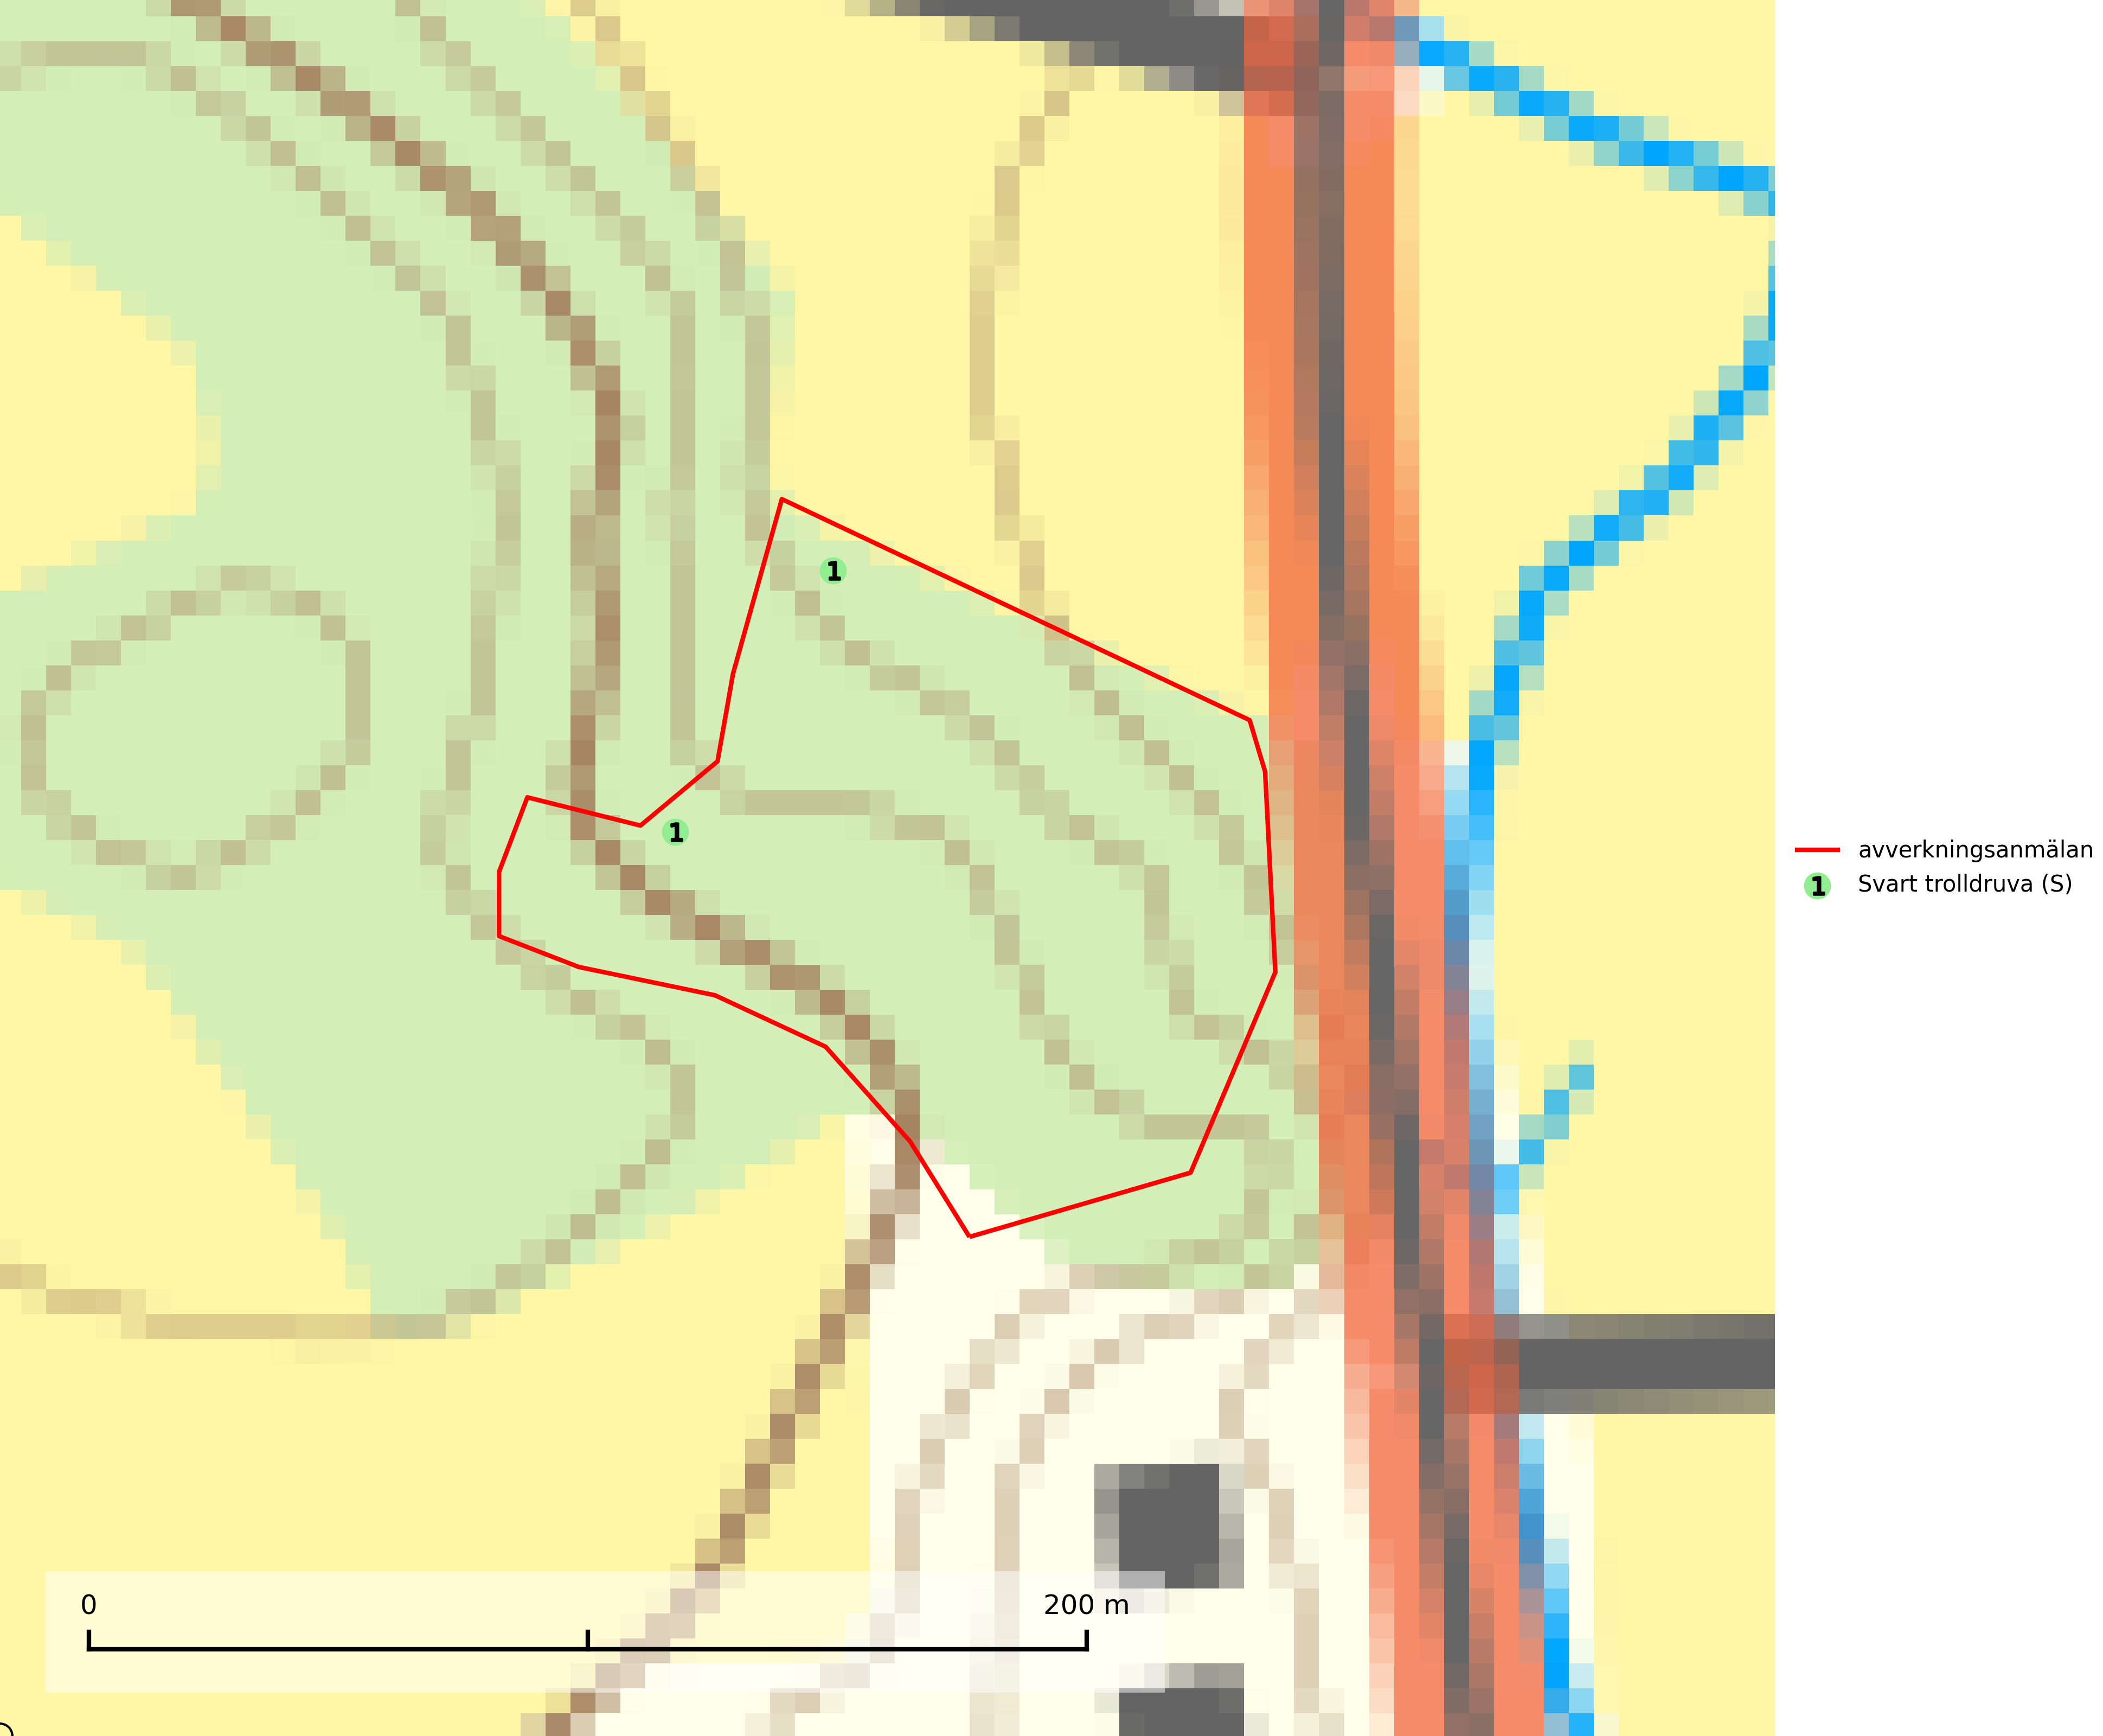 1
1
avverkningsanmälan
1 Svart trolldruva (S)
0 200 m